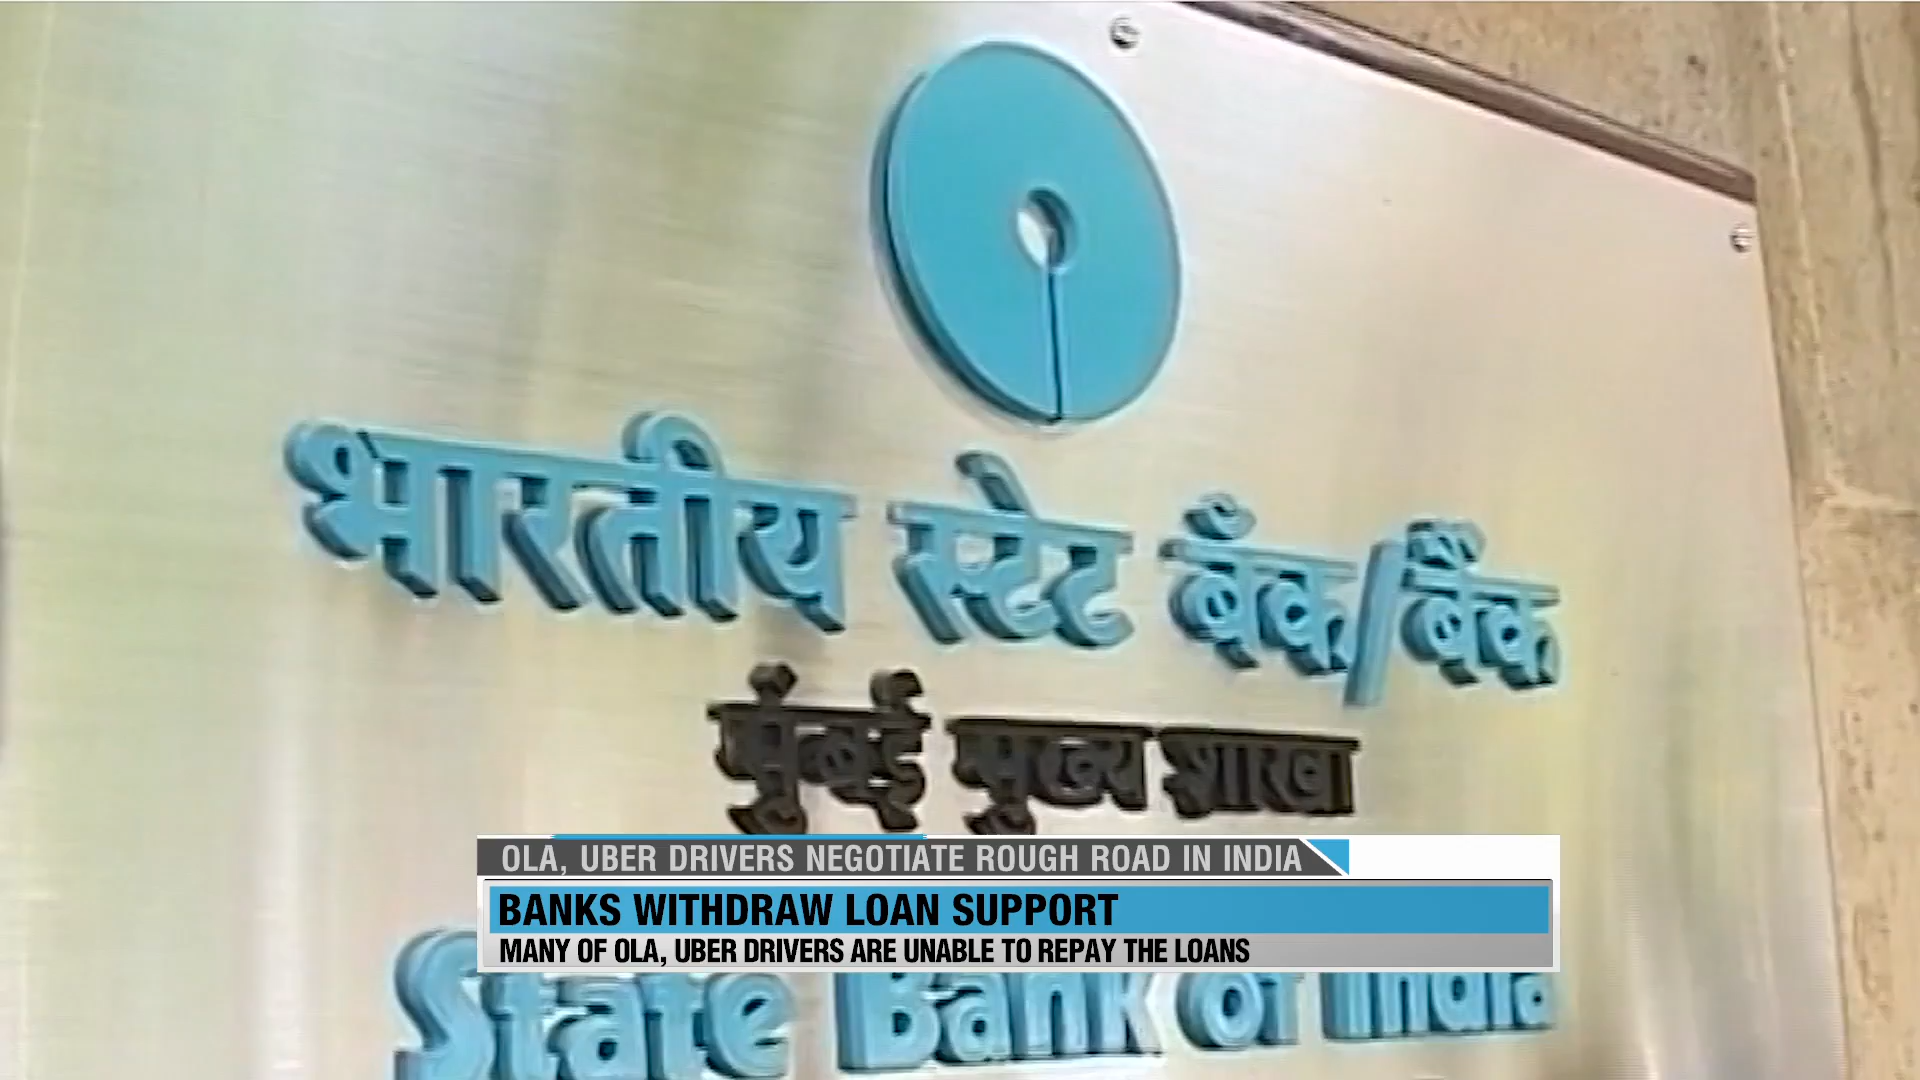 भारतीय स्टेट बँक/बैंक
मुंबई मुख्य शाखा
OLA, UBER DRIVERS NEGOTIATE ROUGH ROAD IN INDIA
BANKS WITHDRAW LOAN SUPPORT
MANY OF OLA, UBER DRIVERS ARE UNABLE TO REPAY THE LOANS
State Bank of India